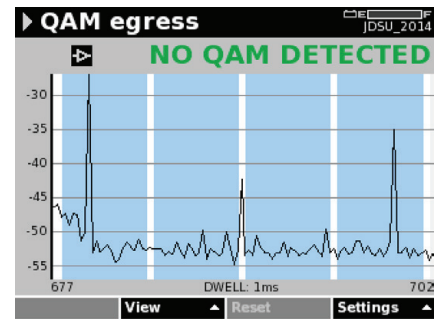 QAM egress
E F
JDSU_2014
NO QAM DETECTED
-30
-35
-40
-45
-50
-55
677 DWELL: 1ms 702
View Reset Settings